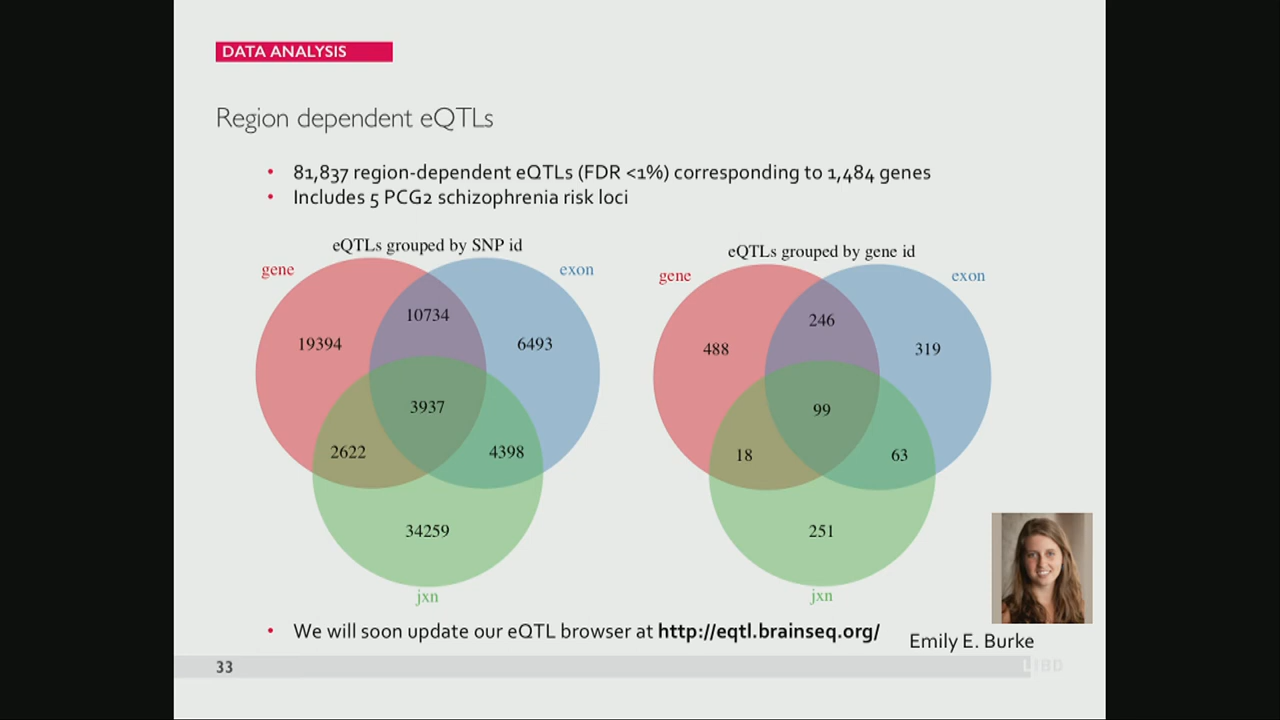 DATA ANALYSIS
Region dependent eQTLs
• 81,837 region-dependent eQTLs (FDR <1%) corresponding to 1,484 genes
• Includes 5 PCG2 schizophrenia risk loci
eQTLs grouped by SNP id
gene
exon
10734
19394
6493
3937
2622
4398
34259
jxn
eQTLs grouped by gene id
gene
exon
246
488
319
99
18
63
251
jxn
• We will soon update our eQTL browser at http://eqtl.brainseq.org/
Emily E. Burke
33
LIBD